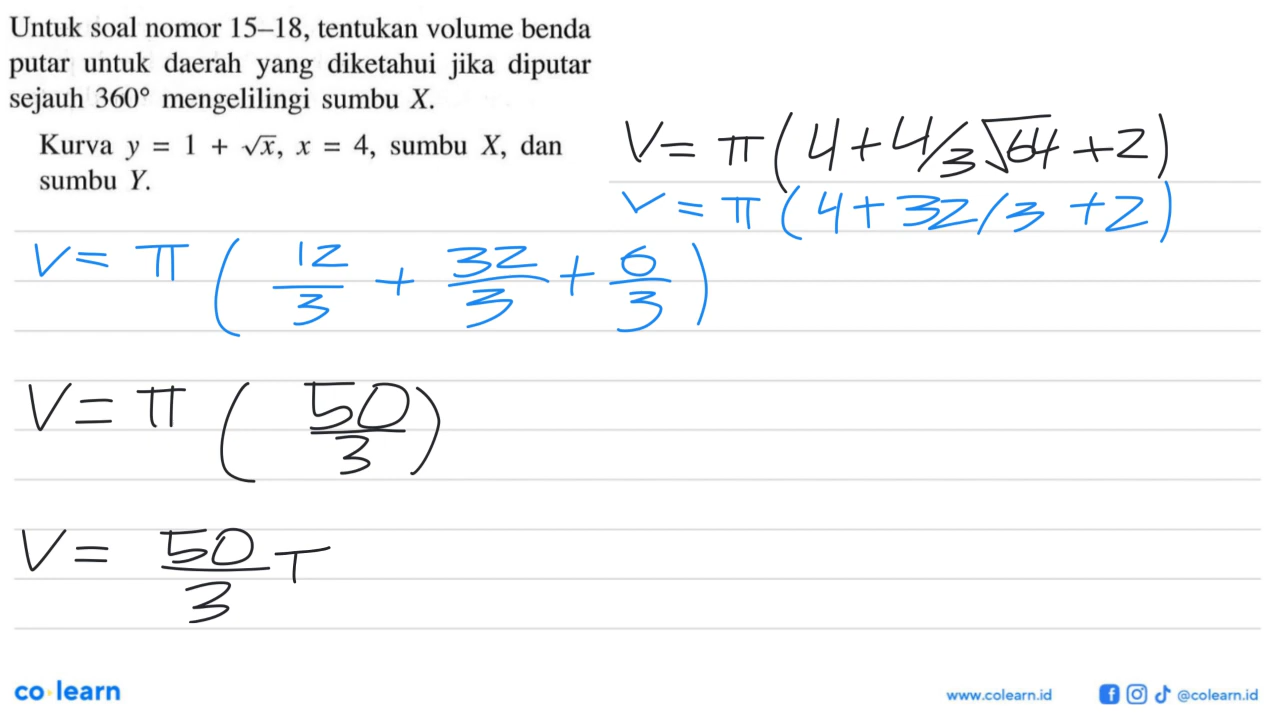 Untuk soal nomor 15–18, tentukan volume benda
putar untuk daerah yang diketahui jika diputar
sejauh 360° mengelilingi sumbu X.
Kurva y = 1 + √x, x = 4, sumbu X, dan
sumbu Y.
V = π (4 + 4/3 √64 + 2)
V = π (4 + 32/3 + 2)
V = π ( 12/3 + 32/3 + 6/3 )
V = π ( 50/3 )
V = 50/3 π
co learn
www.colearn.id
@colearn.id